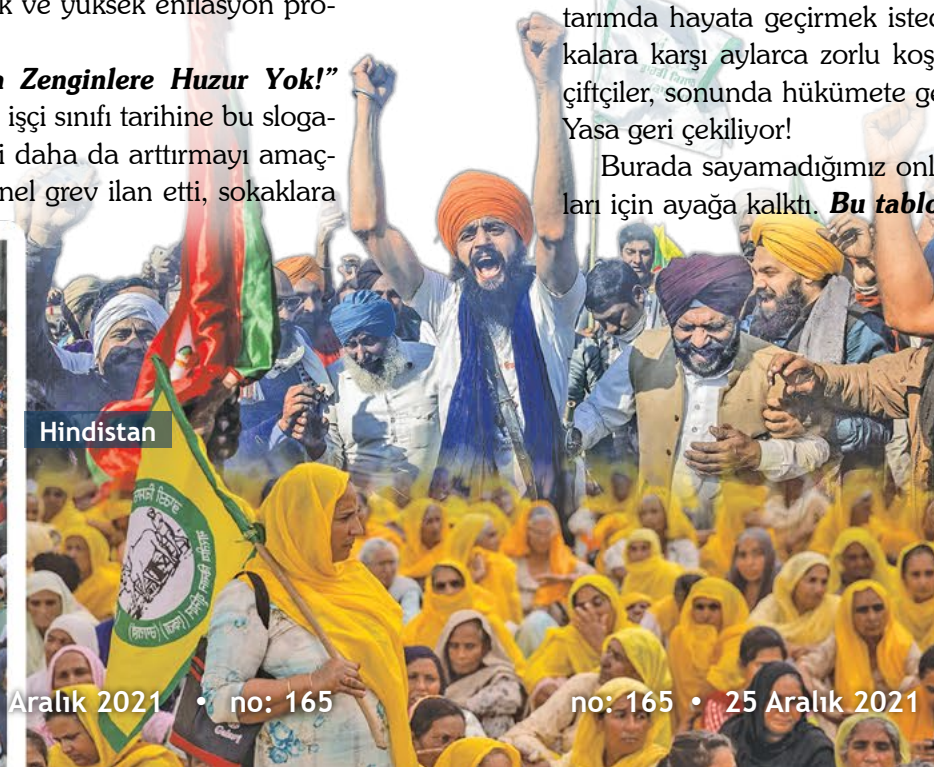 k ve yüksek enflasyon pro-
Zenginlere Huzur Yok!”
işçi sınıfı tarihine bu sloga-
i daha da arttırmayı amaç-
nel grev ilan etti, sokaklara
tarımda hayata geçirmek isted
kalara karşı aylarca zorlu koş
çiftçiler, sonunda hükümete ge
Yasa geri çekiliyor!
Burada sayamadığımız onl
ları için ayağa kalktı. Bu tablo
Hindistan
Aralık 2021 • no: 165
no: 165 • 25 Aralık 2021